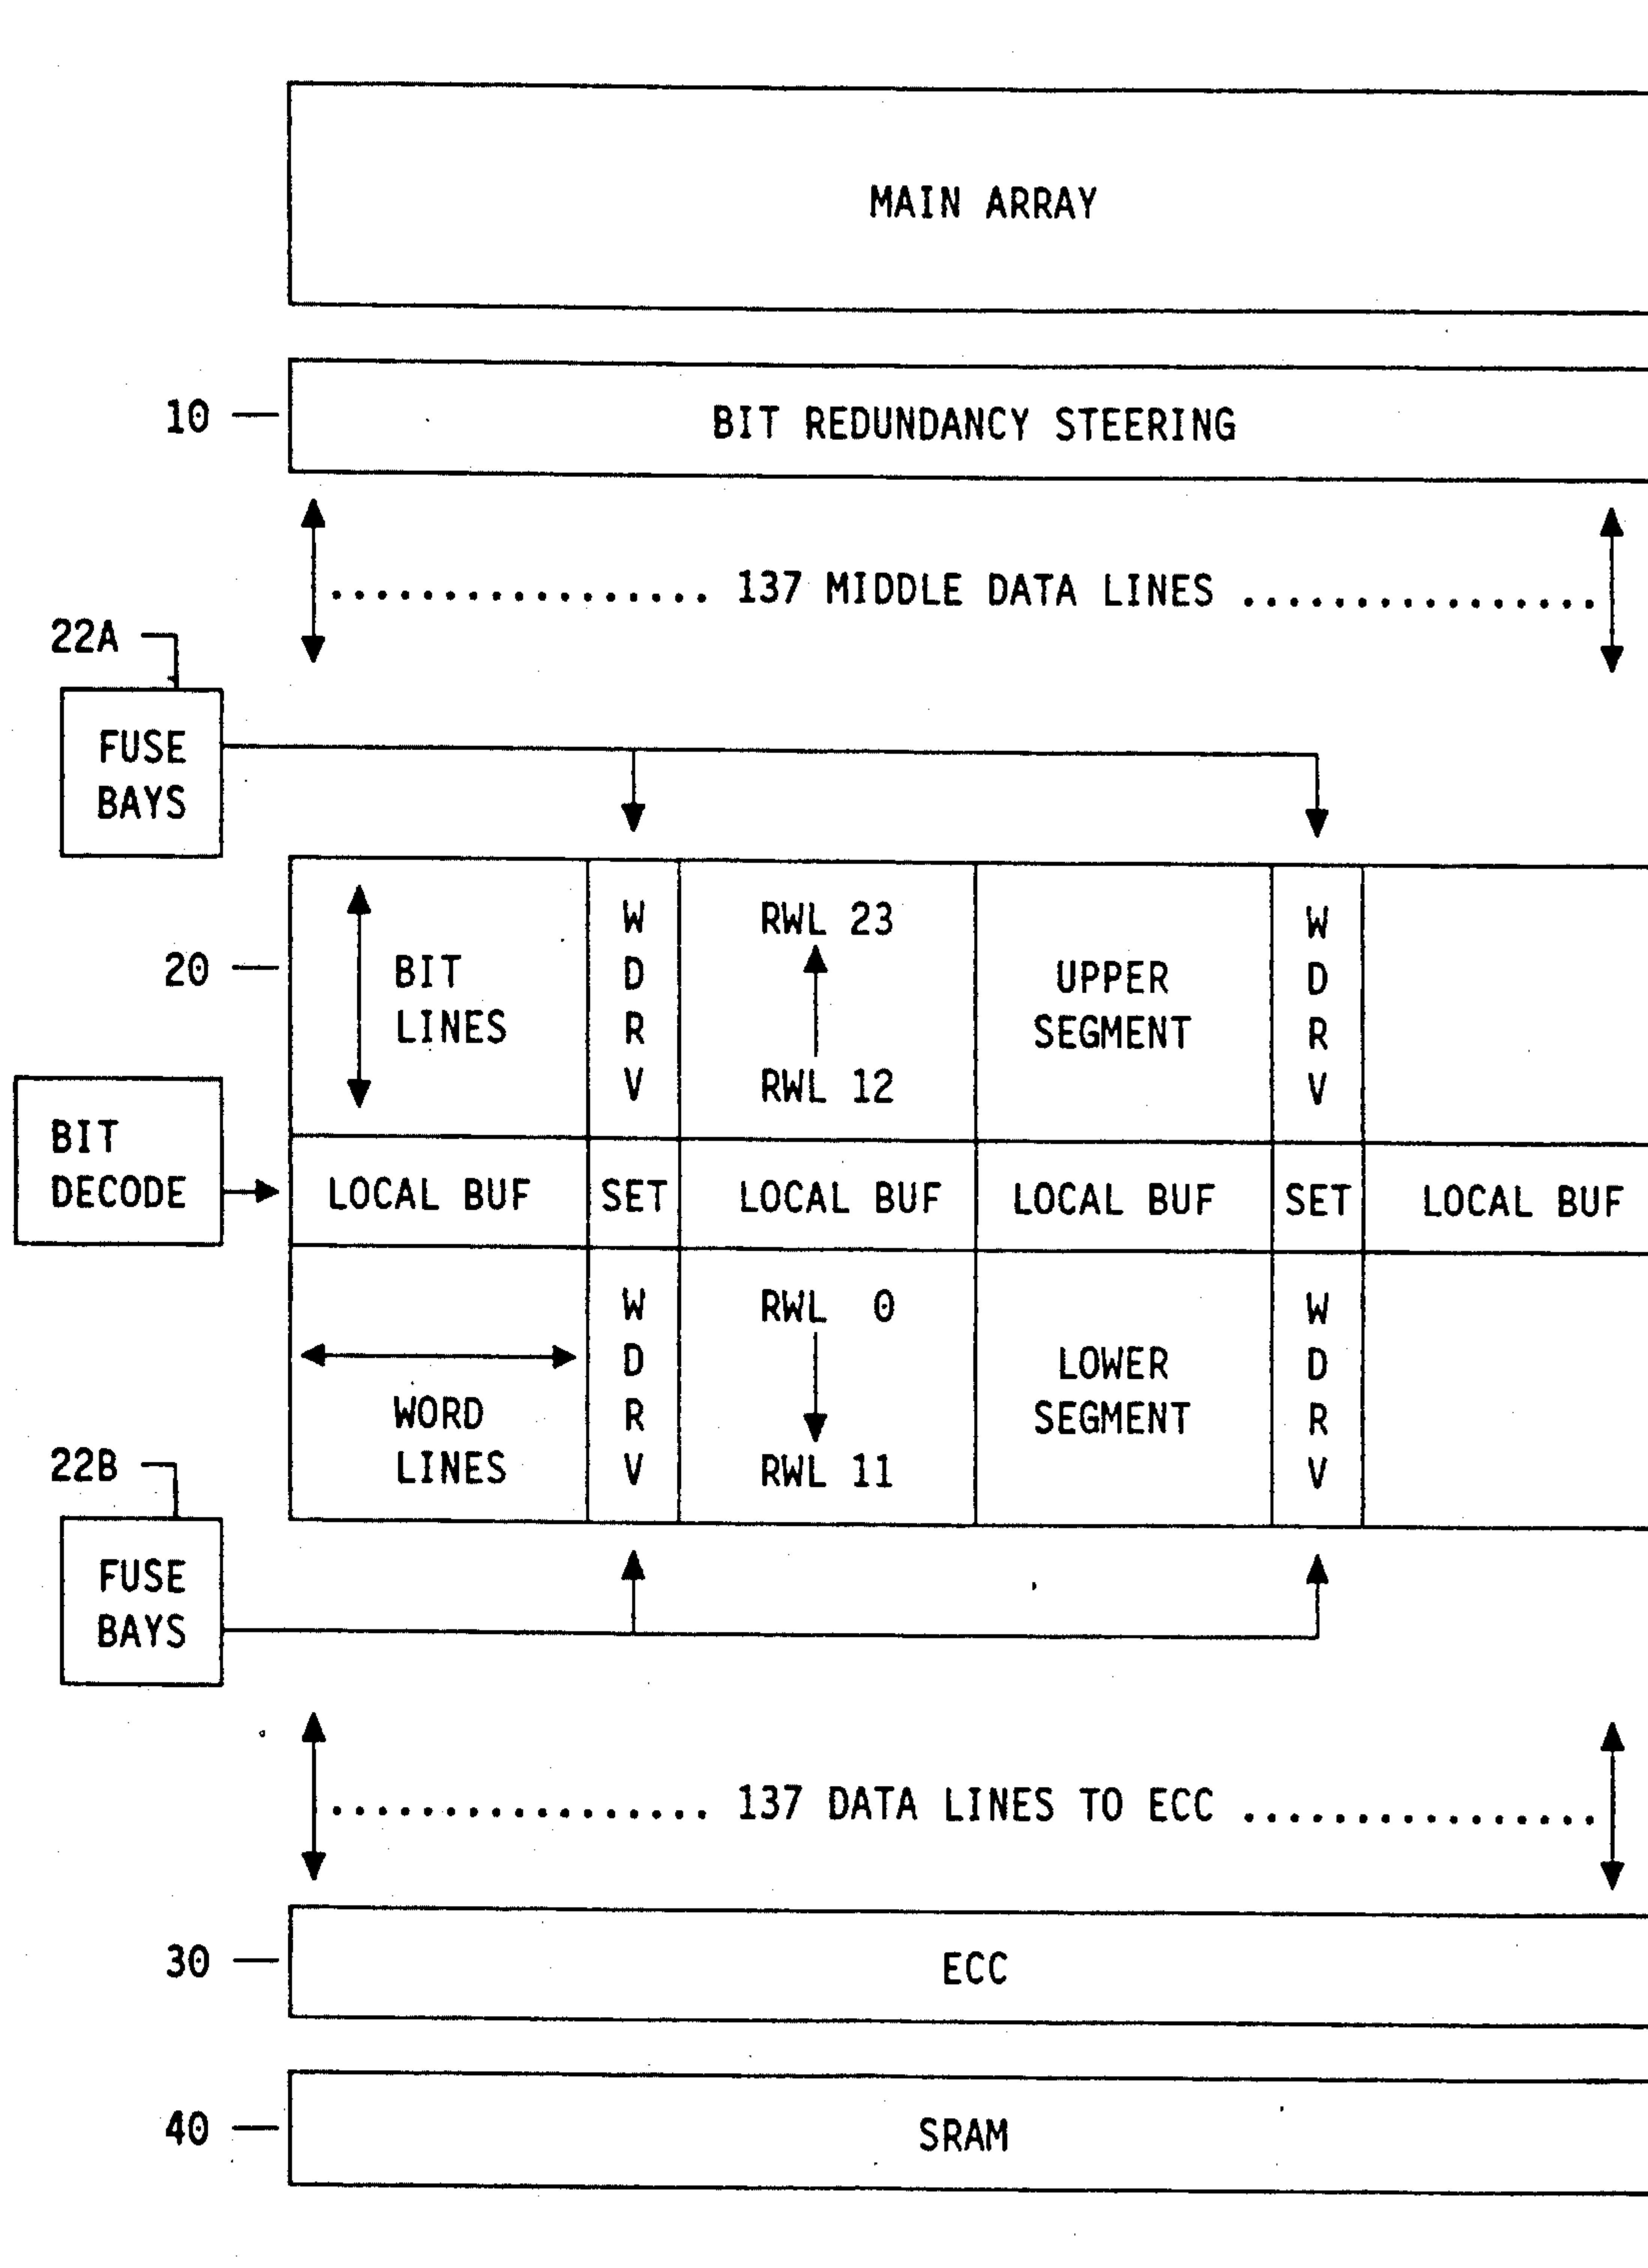 MAIN ARRAY
10
BIT REDUNDANCY STEERING
137 MIDDLE DATA LINES
22A
FUSE
BAYS
20
BIT
LINES
W
D
R
V
RWL 23
RWL 12
UPPER
SEGMENT
W
D
R
V
BIT
DECODE
LOCAL BUF
SET
LOCAL BUF
LOCAL BUF
SET
LOCAL BUF
WORD
LINES
W
D
R
V
RWL 0
RWL 11
LOWER
SEGMENT
W
D
R
V
22B
FUSE
BAYS
137 DATA LINES TO ECC
30
ECC
40
SRAM